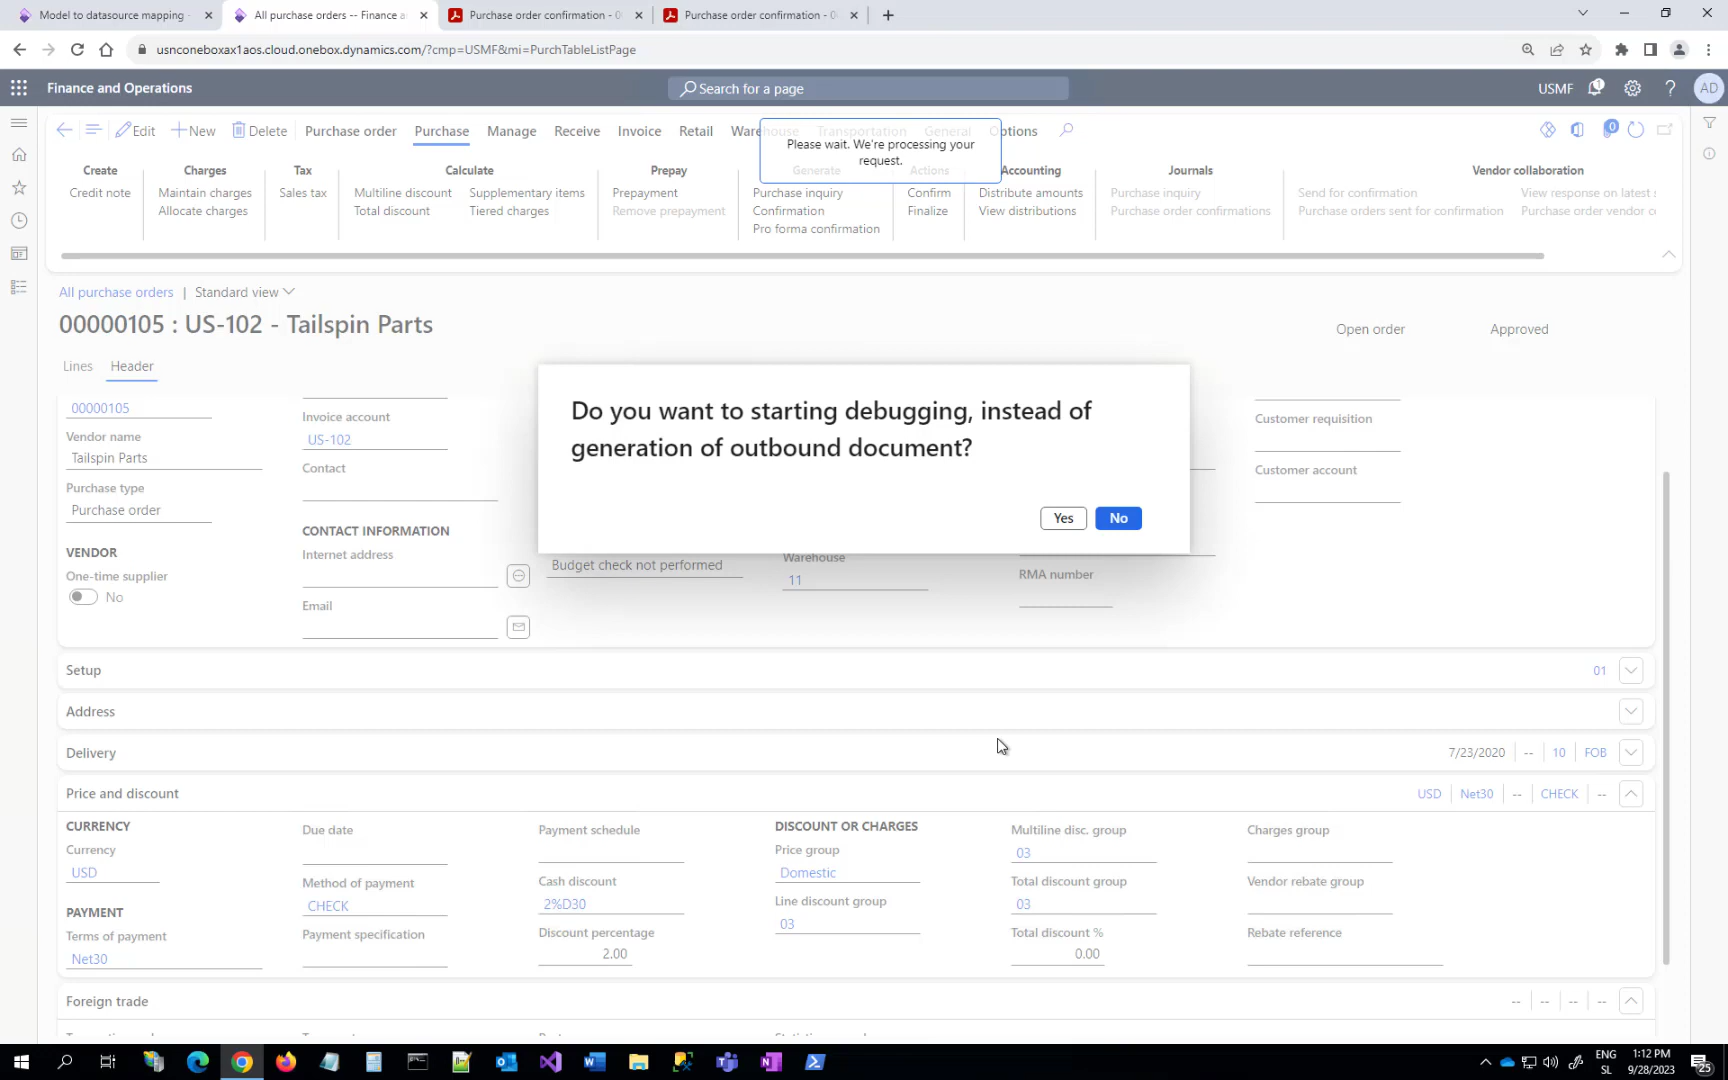 Model to datasource mapping -
All purchase orders -- Finance a
Purchase order confirmation - 0
Purchase order confirmation - 0
usnconeboxax1aos.cloud.onebox.dynamics.com/?cmp=USMF&mi=PurchTableListPage
Finance and Operations
Search for a page
USMF
1
AD
Edit
New
Delete
Purchase order
Purchase
Manage
Receive
Invoice
Retail
Warehouse
Transportation
General
Options
0
Please wait. We're processing your
request.
Create
Charges
Tax
Calculate
Prepay
Generate
Actions
Accounting
Journals
Vendor collaboration
Credit note
Maintain charges
Sales tax
Multiline discount
Supplementary items
Prepayment
Purchase inquiry
Confirm
Distribute amounts
Purchase inquiry
Send for confirmation
View response on latest s
Allocate charges
Total discount
Tiered charges
Remove prepayment
Confirmation
Finalize
View distributions
Purchase order confirmations
Purchase orders sent for confirmation
Purchase order vendor co
Pro forma confirmation
All purchase orders | Standard view
00000105 : US-102 - Tailspin Parts
Open order
Approved
Lines
Header
00000105
Vendor name
Tailspin Parts
Purchase type
Purchase order
VENDOR
One-time supplier
No
Invoice account
US-102
Contact
CONTACT INFORMATION
Internet address
Email
Do you want to starting debugging, instead of
generation of outbound document?
Yes
No
Budget check not performed
Warehouse
11
RMA number
Customer requisition
Customer account
Setup
01
Address
Delivery
7/23/2020 | -- | 10 | FOB
Price and discount
USD | Net30 | -- | CHECK | --
CURRENCY
Currency
USD
PAYMENT
Terms of payment
Net30
Due date
Method of payment
CHECK
Payment specification
Payment schedule
Cash discount
2%D30
Discount percentage
2.00
DISCOUNT OR CHARGES
Price group
Domestic
Line discount group
03
Multiline disc. group
03
Total discount group
03
Total discount %
0.00
Charges group
Vendor rebate group
Rebate reference
Foreign trade
-- | -- | -- | --
ENG
SL
1:12 PM
9/28/2023
25